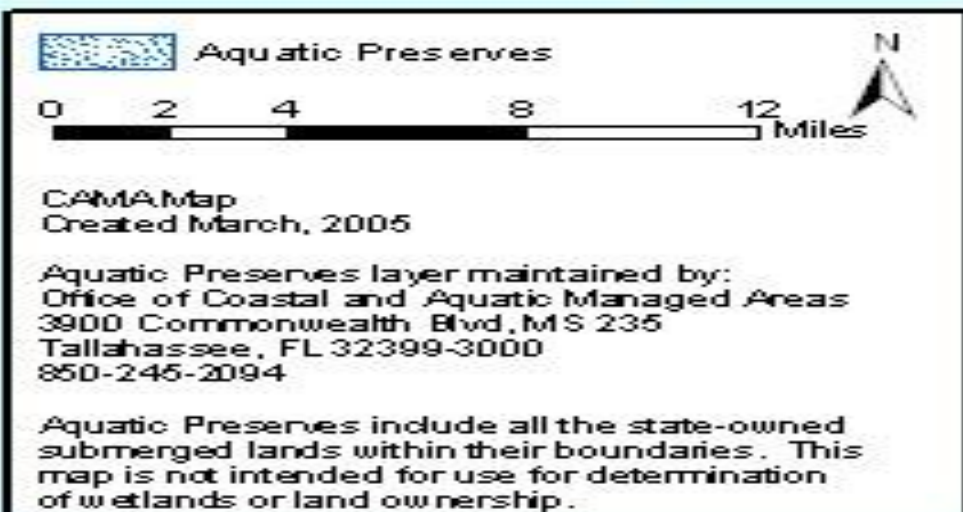 Aquatic Preserves
N
0 2 4 8 12
Miles
CAMA Map
Created March, 2005
Aquatic Preserves layer maintained by:
Office of Coastal and Aquatic Managed Areas
3900 Commonwealth Blvd, MS 235
Tallahassee, FL 32399-3000
850-245-2094
Aquatic Preserves include all the state-owned
submerged lands within their boundaries. This
map is not intended for use for determination
of wetlands or land ownership.